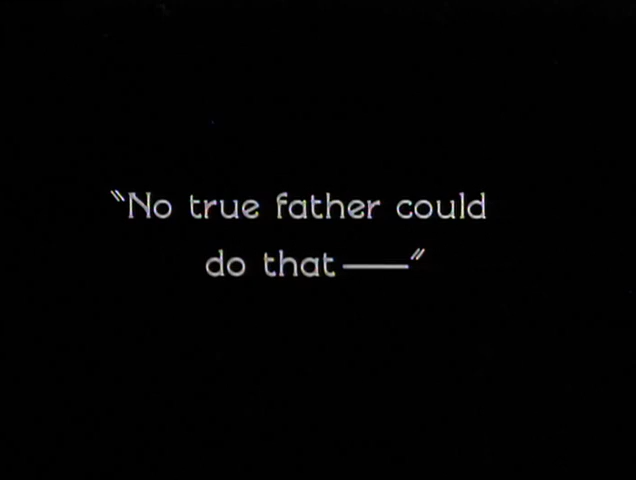 "No true father could
do that——"